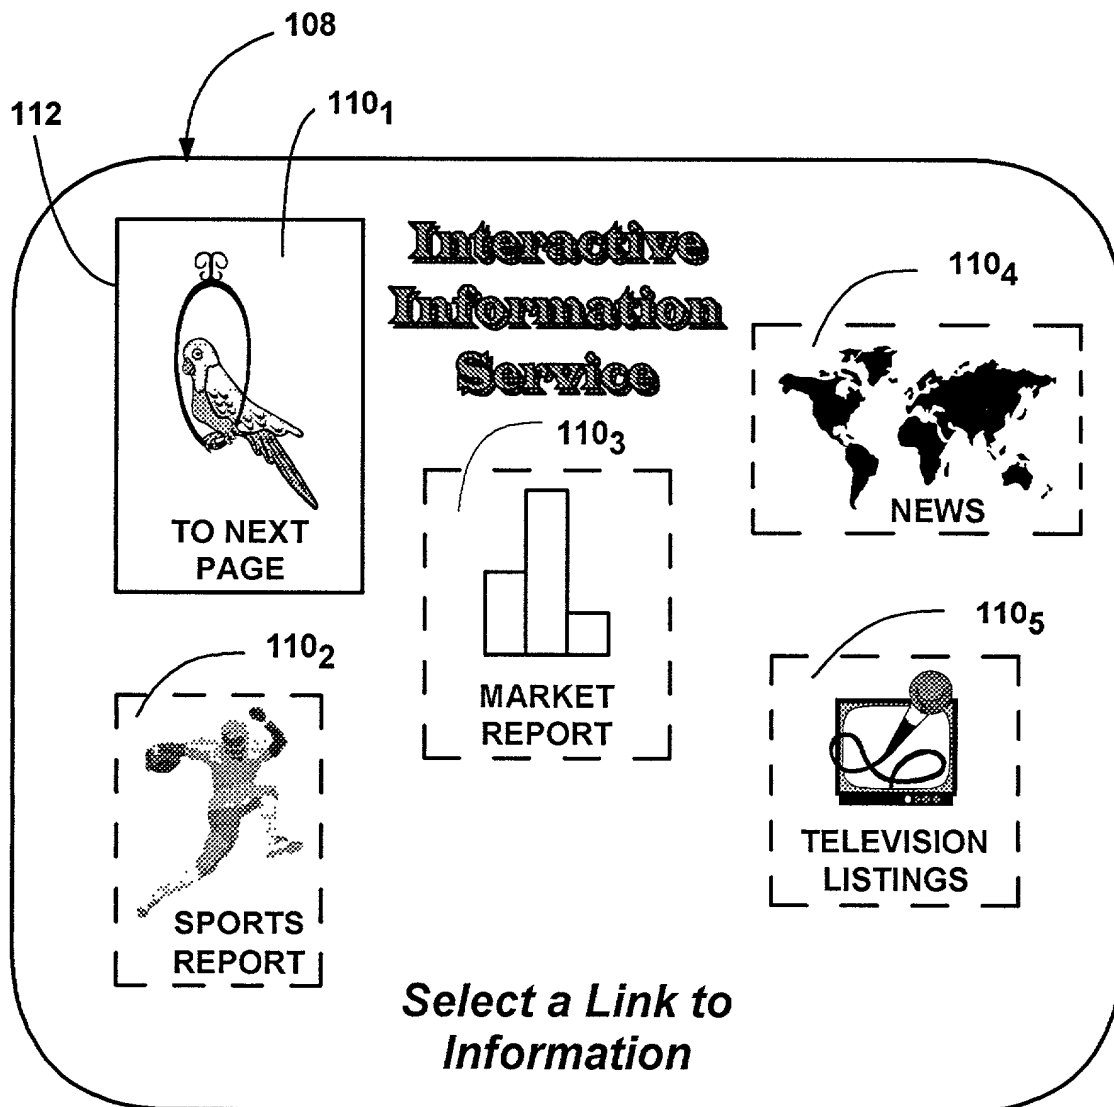 108
112
110₁
Interactive
Information
Service
110₄
NEWS
110₃
TO NEXT
PAGE
MARKET
REPORT
110₂
SPORTS
REPORT
110₅
TELEVISION
LISTINGS
Select a Link to
Information